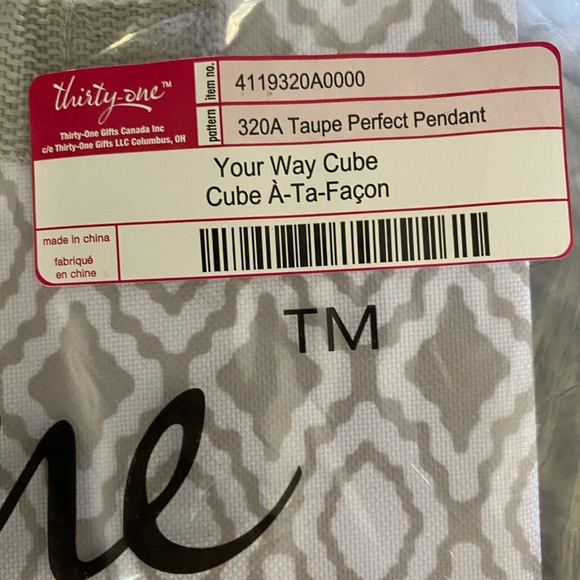 thirty-one™
Thirty-One Gifts Canada Inc
c/o Thirty-One Gifts LLC Columbus, OH
item no. 4119320A0000
pattern 320A Taupe Perfect Pendant
Your Way Cube
Cube À-Ta-Façon
made in china
fabriqué
en chine
TM
ne